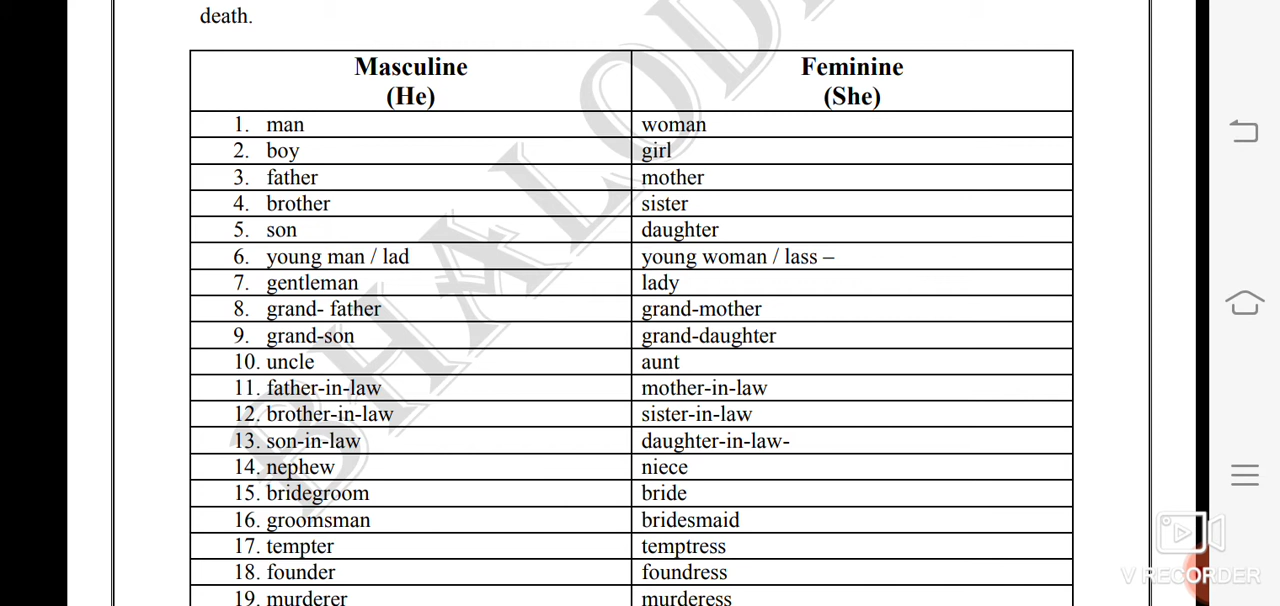 death.
Masculine Feminine
(He) (She)
1. man woman
2. boy girl
3. father mother
4. brother sister
5. son daughter
6. young man / lad young woman / lass –
7. gentleman lady
8. grand- father grand-mother
9. grand-son grand-daughter
10. uncle aunt
11. father-in-law mother-in-law
12. brother-in-law sister-in-law
13. son-in-law daughter-in-law-
14. nephew niece
15. bridegroom bride
16. groomsman bridesmaid
17. tempter temptress
18. founder foundress
19. murderer murderess
BHALOD
V RECORDER